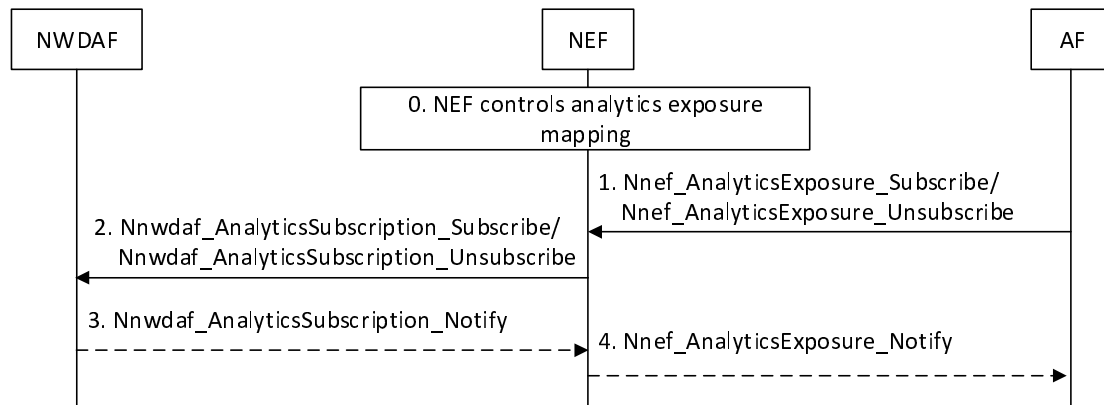 NWDAF
NEF
AF
0. NEF controls analytics exposure
mapping
1. Nnef_AnalyticsExposure_Subscribe/
Nnef_AnalyticsExposure_Unsubscribe
2. Nnwdaf_AnalyticsSubscription_Subscribe/
Nnwdaf_AnalyticsSubscription_Unsubscribe
3. Nnwdaf_AnalyticsSubscription_Notify
4. Nnef_AnalyticsExposure_Notify